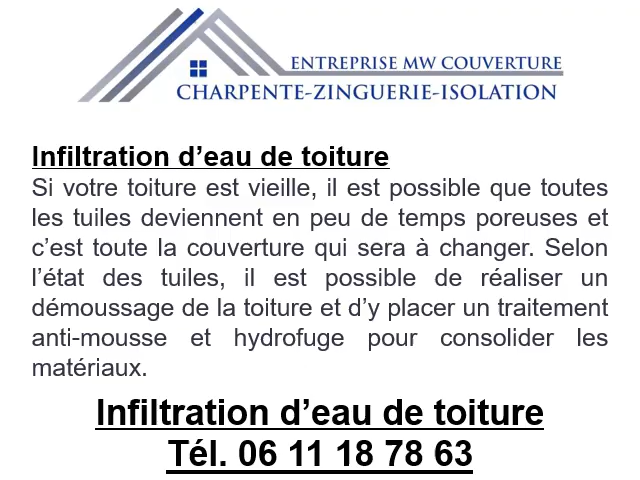 ENTREPRISE MW COUVERTURE
CHARPENTE-ZINGUERIE-ISOLATION
Infiltration d’eau de toiture
Si votre toiture est vieille, il est possible que toutes
les tuiles deviennent en peu de temps poreuses et
c’est toute la couverture qui sera à changer. Selon
l’état des tuiles, il est possible de réaliser un
démoussage de la toiture et d’y placer un traitement
anti-mousse et hydrofuge pour consolider les
matériaux.
Infiltration d’eau de toiture
Tél. 06 11 18 78 63